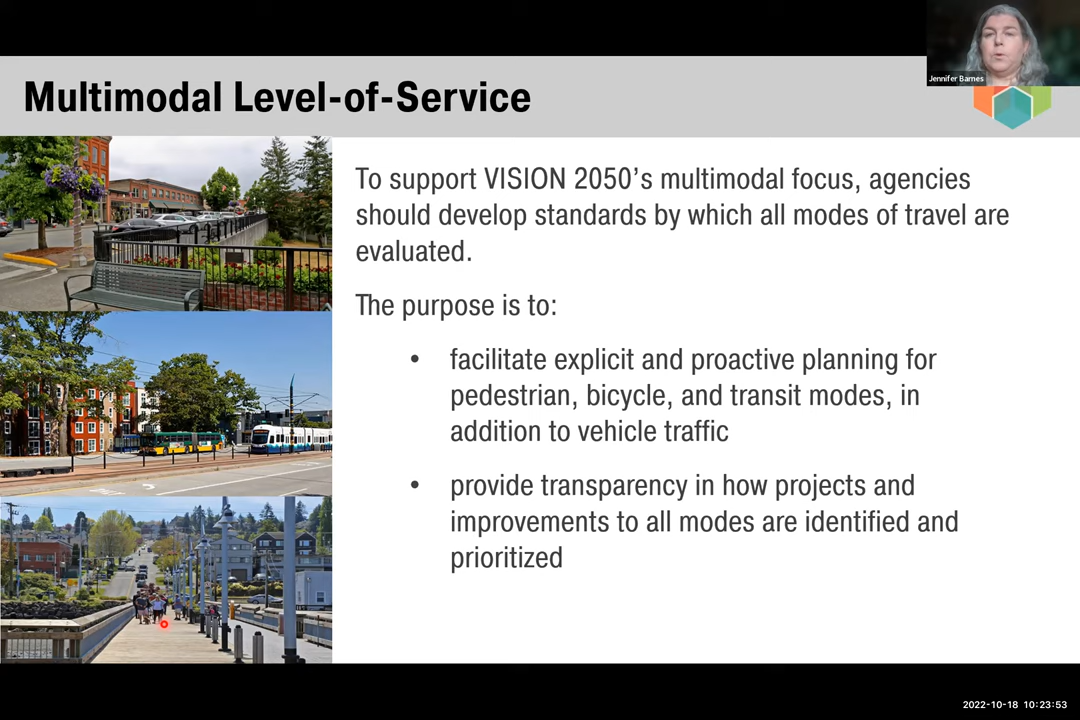 Jennifer Barnes
Multimodal Level-of-Service
To support VISION 2050's multimodal focus, agencies
should develop standards by which all modes of travel are
evaluated.
The purpose is to:
• facilitate explicit and proactive planning for
pedestrian, bicycle, and transit modes, in
addition to vehicle traffic
• provide transparency in how projects and
improvements to all modes are identified and
prioritized
2022-10-18 10:23:53